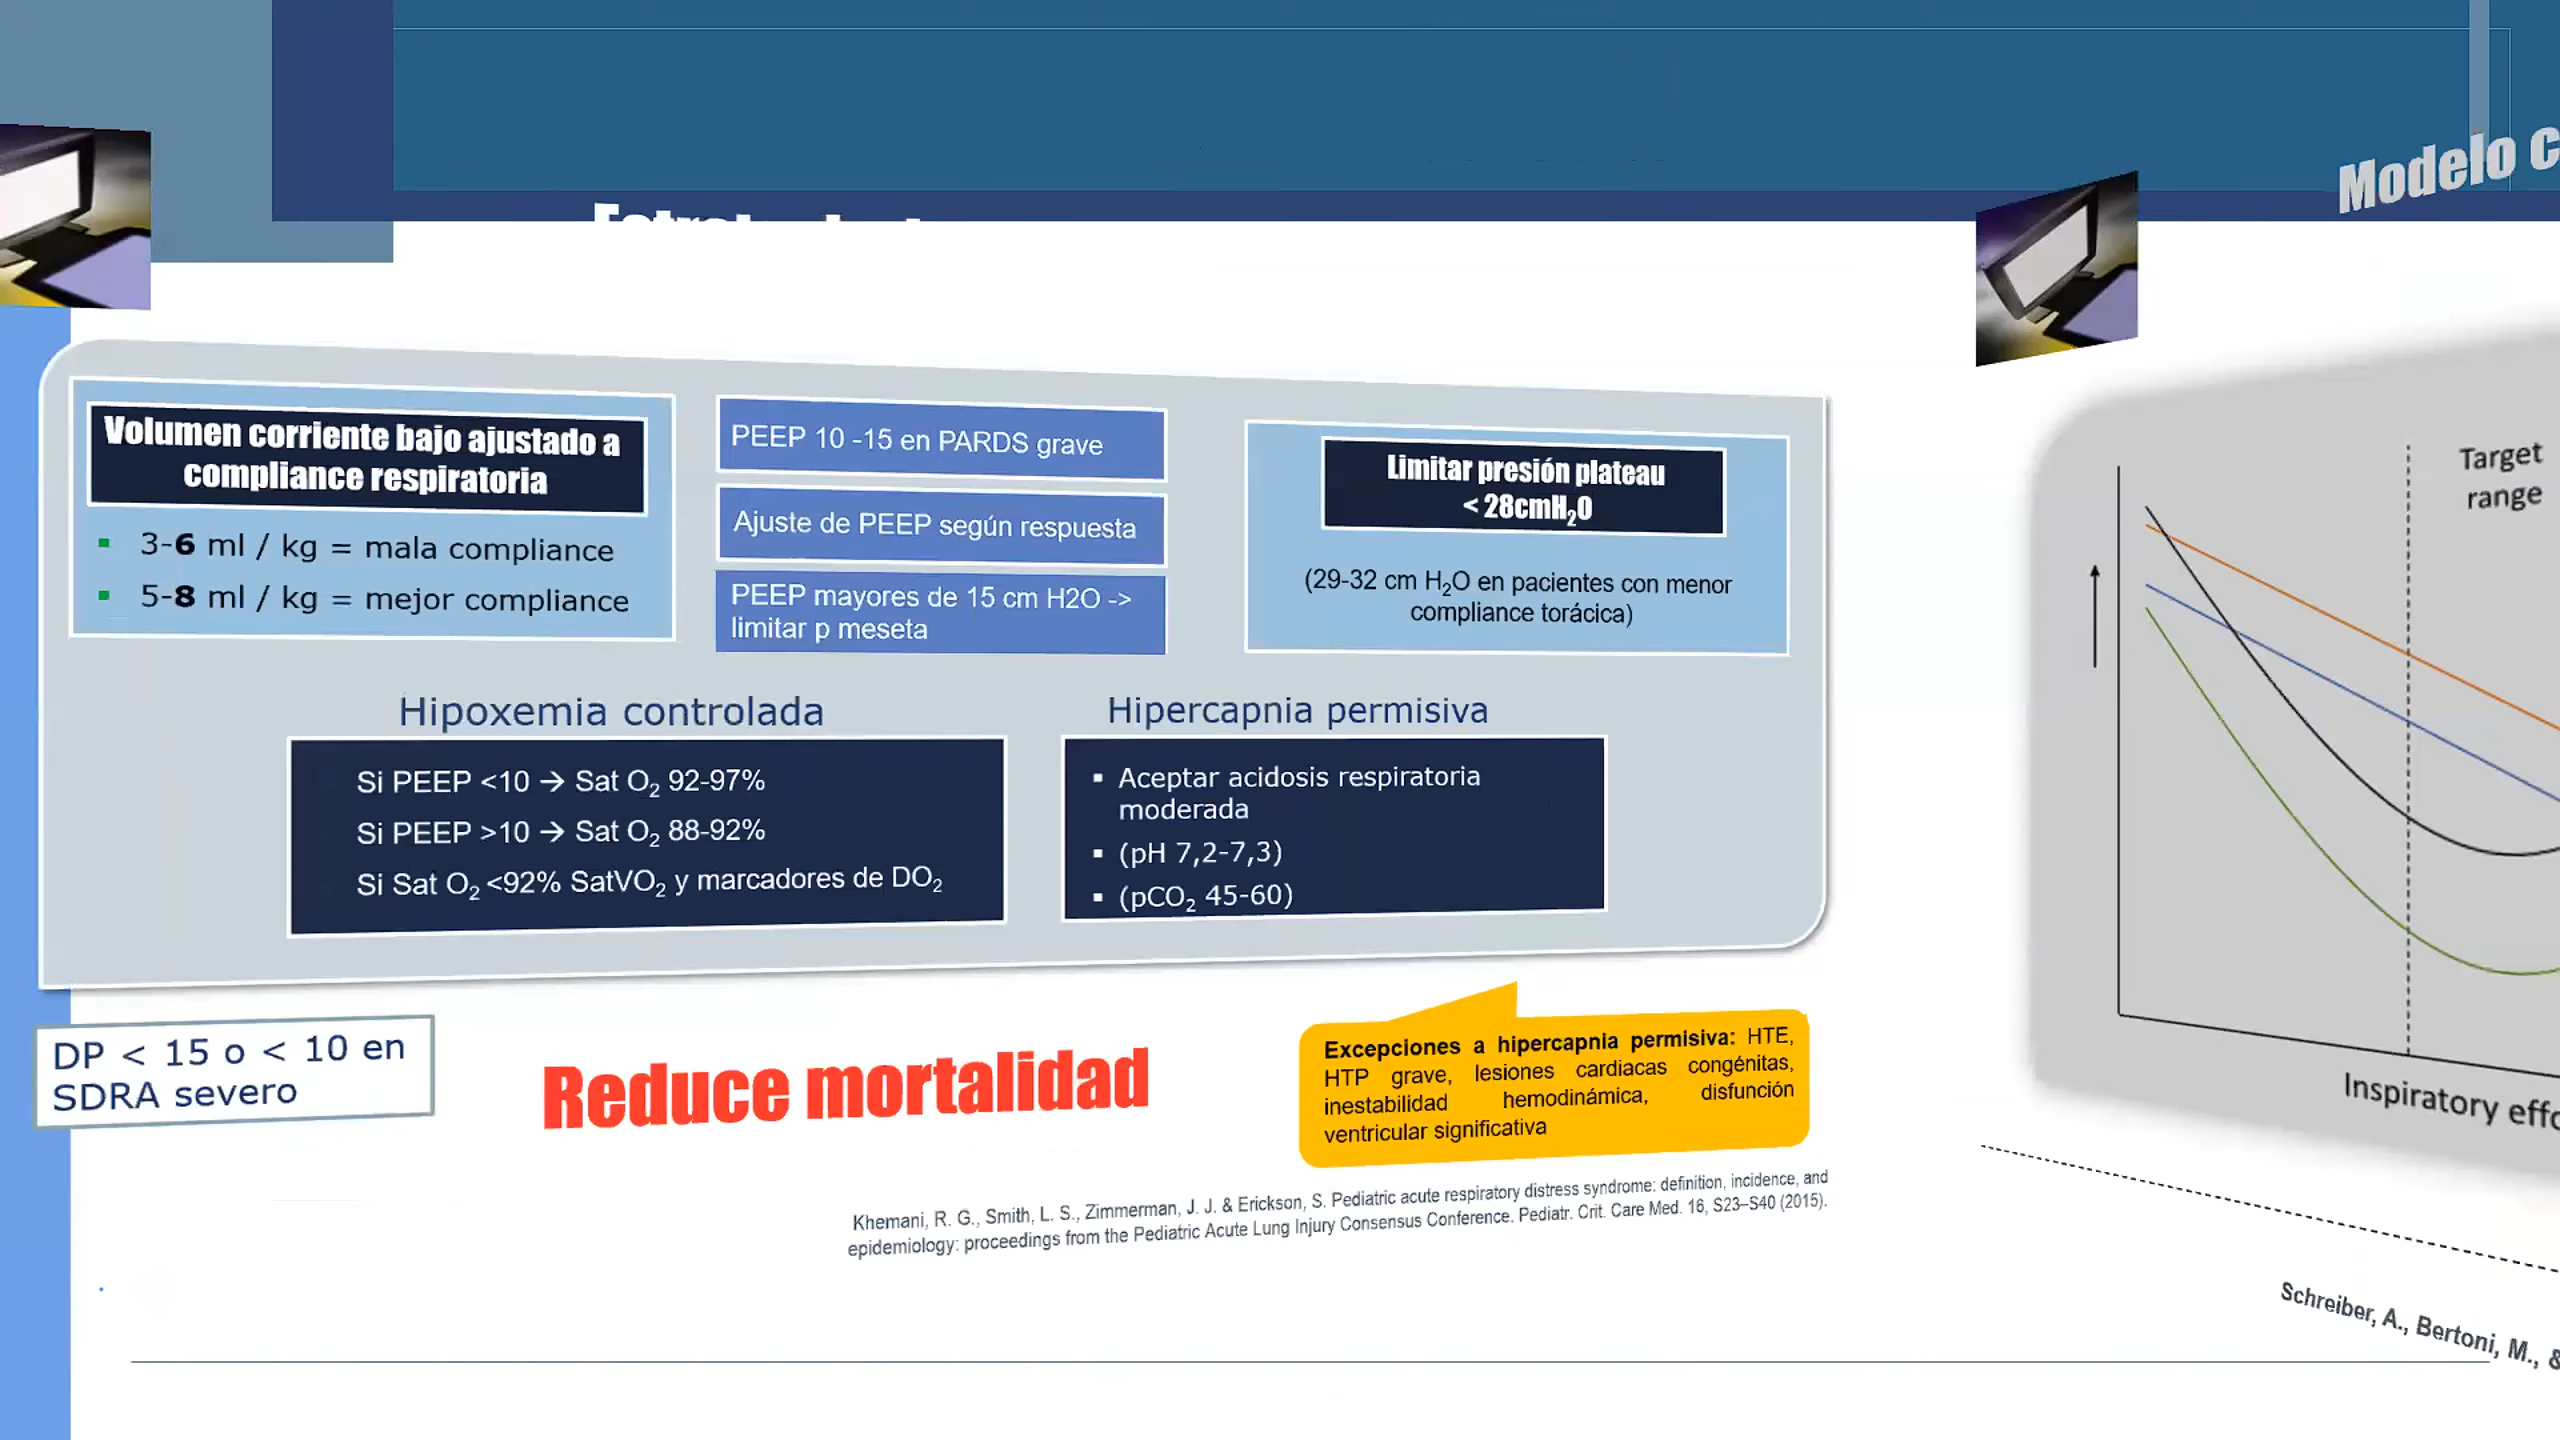 Modelo
Volumen corriente bajo ajustado a
compliance respiratoria
▪ 3-6 ml / kg = mala compliance
▪ 5-8 ml / kg = mejor compliance
PEEP 10 -15 en PARDS grave
Ajuste de PEEP según respuesta
PEEP mayores de 15 cm H2O ->
limitar p meseta
Limitar presión plateau
< 28cmH₂O
(29-32 cm H₂O en pacientes con menor
compliance torácica)
Hipoxemia controlada
Si PEEP <10 → Sat O₂ 92-97%
Si PEEP >10 → Sat O₂ 88-92%
Si Sat O₂ <92% SatVO₂ y marcadores de DO₂
Hipercapnia permisiva
▪ Aceptar acidosis respiratoria
moderada
▪ (pH 7,2-7,3)
▪ (pCO₂ 45-60)
DP < 15 o < 10 en
SDRA severo
Reduce mortalidad
Excepciones a hipercapnia permisiva: HTE,
HTP grave, lesiones cardiacas congénitas,
inestabilidad hemodinámica, disfunción
ventricular significativa
Khemani, R. G., Smith, L. S., Zimmerman, J. J. & Erickson, S. Pediatric acute respiratory distress syndrome: definition, incidence, and
epidemiology: proceedings from the Pediatric Acute Lung Injury Consensus Conference. Pediatr. Crit. Care Med. 16, S23–S40 (2015).
Target
range
Inspiratory
Schreiber, A., Bertoni, M., &